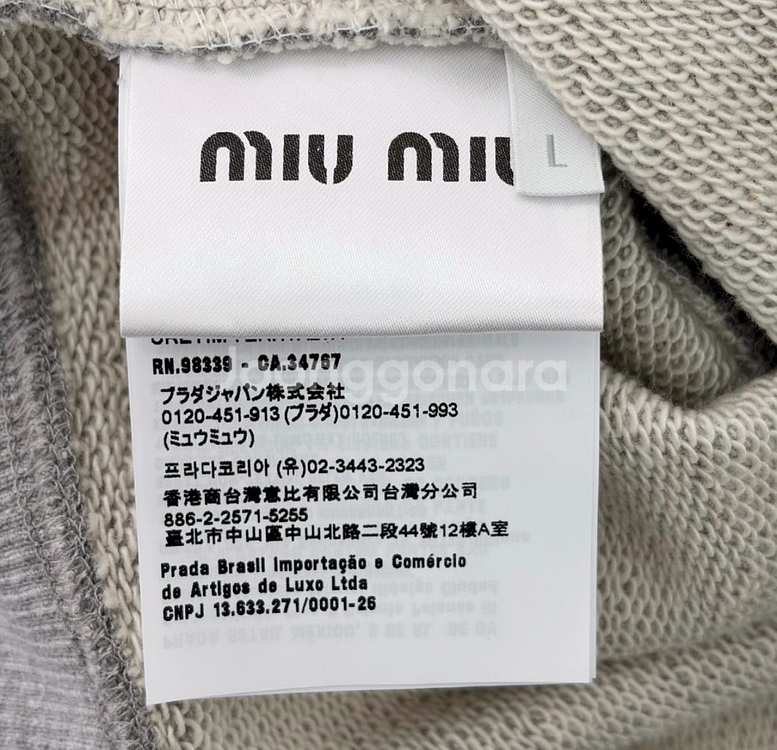 miu miu
L
RN.98339 - CA.34767
Joonggonara
プラダジャパン株式会社
0120-451-913 (プラダ)0120-451-993
(ミュウミュウ)
프라다코리아 (유)02-3443-2323
香港商台灣意比有限公司台灣分公司
886-2-2571-5255
臺北市中山區中山北路二段44號12樓A室
Prada Brasil Importação e Comércio
de Artigos de Luxo Ltda
CNPJ 13.633.271/0001-26